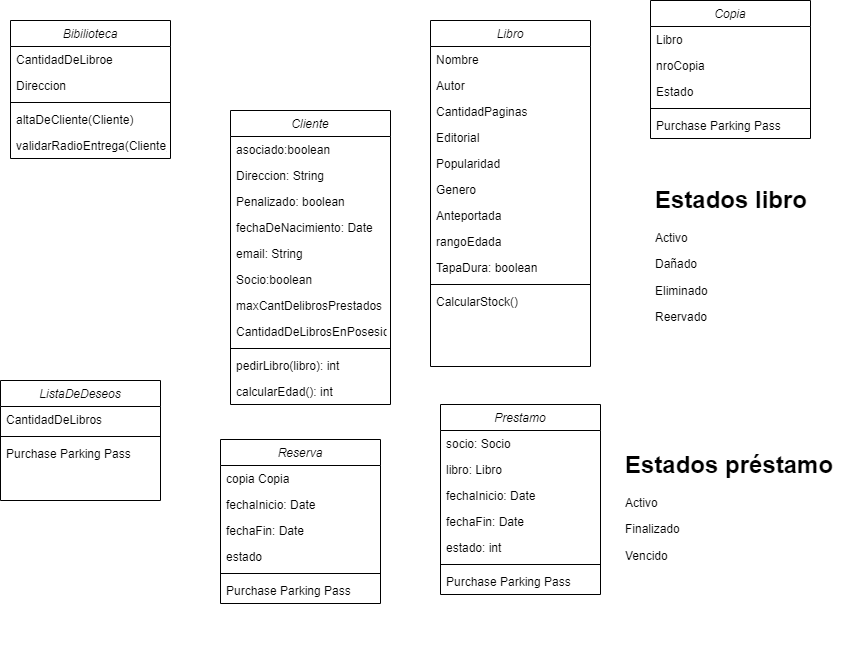 Bibilioteca
CantidadDeLibroe
Direccion
altaDeCliente(Cliente)
validarRadioEntrega(Cliente
Cliente
asociado:boolean
Direccion: String
Penalizado: boolean
fechaDeNacimiento: Date
email: String
Socio:boolean
maxCantDelibrosPrestados
CantidadDeLibrosEnPosesic
pedirLibro(libro): int
calcularEdad(): int
Libro
Nombre
Autor
CantidadPaginas
Editorial
Popularidad
Genero
Anteportada
rangoEdada
TapaDura: boolean
CalcularStock()
Copia
Libro
nroCopia
Estado
Purchase Parking Pass
Estados libro
Activo
Dañado
Eliminado
Reervado
ListaDeDeseos
CantidadDeLibros
Purchase Parking Pass
Reserva
copia Copia
fechaInicio: Date
fechaFin: Date
estado
Purchase Parking Pass
Prestamo
socio: Socio
libro: Libro
fechaInicio: Date
fechaFin: Date
estado: int
Purchase Parking Pass
Estados préstamo
Activo
Finalizado
Vencido